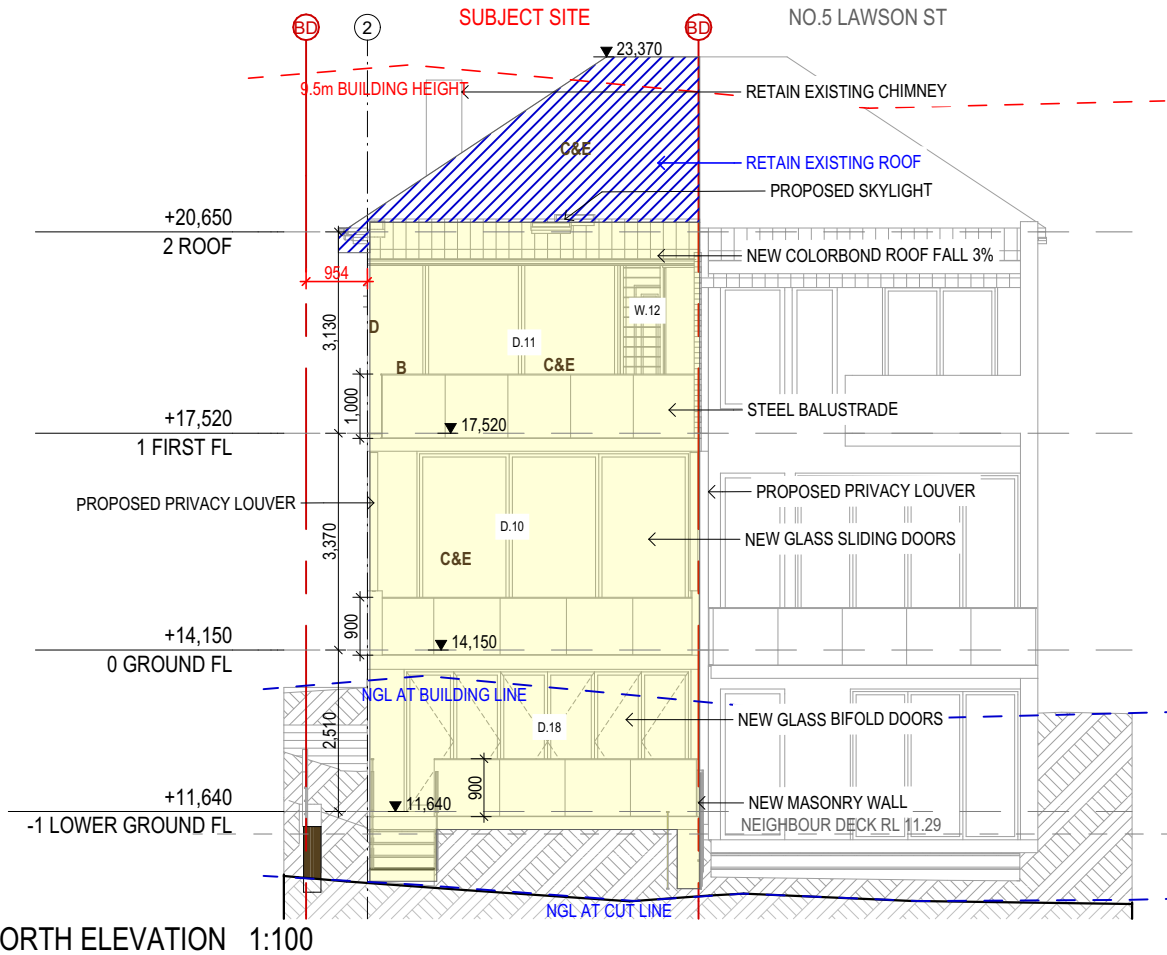 SUBJECT SITE
NO.5 LAWSON ST
BD
2
BD
23,370
9.5m BUILDING HEIGHT
RETAIN EXISTING CHIMNEY
C&E
RETAIN EXISTING ROOF
PROPOSED SKYLIGHT
+20,650
2 ROOF
NEW COLORBOND ROOF FALL 3%
954
W.12
D
3,130
D.11
B
C&E
1,000
STEEL BALUSTRADE
+17,520
17,520
1 FIRST FL
PROPOSED PRIVACY LOUVER
PROPOSED PRIVACY LOUVER
D.10
3,370
NEW GLASS SLIDING DOORS
C&E
900
+14,150
14,150
0 GROUND FL
NGL AT BUILDING LINE
2,510
D.18
NEW GLASS BIFOLD DOORS
900
+11,640
11,640
NEW MASONRY WALL
-1 LOWER GROUND FL
NEIGHBOUR DECK RL 11.29
NGL AT CUT LINE
ORTH ELEVATION 1:100